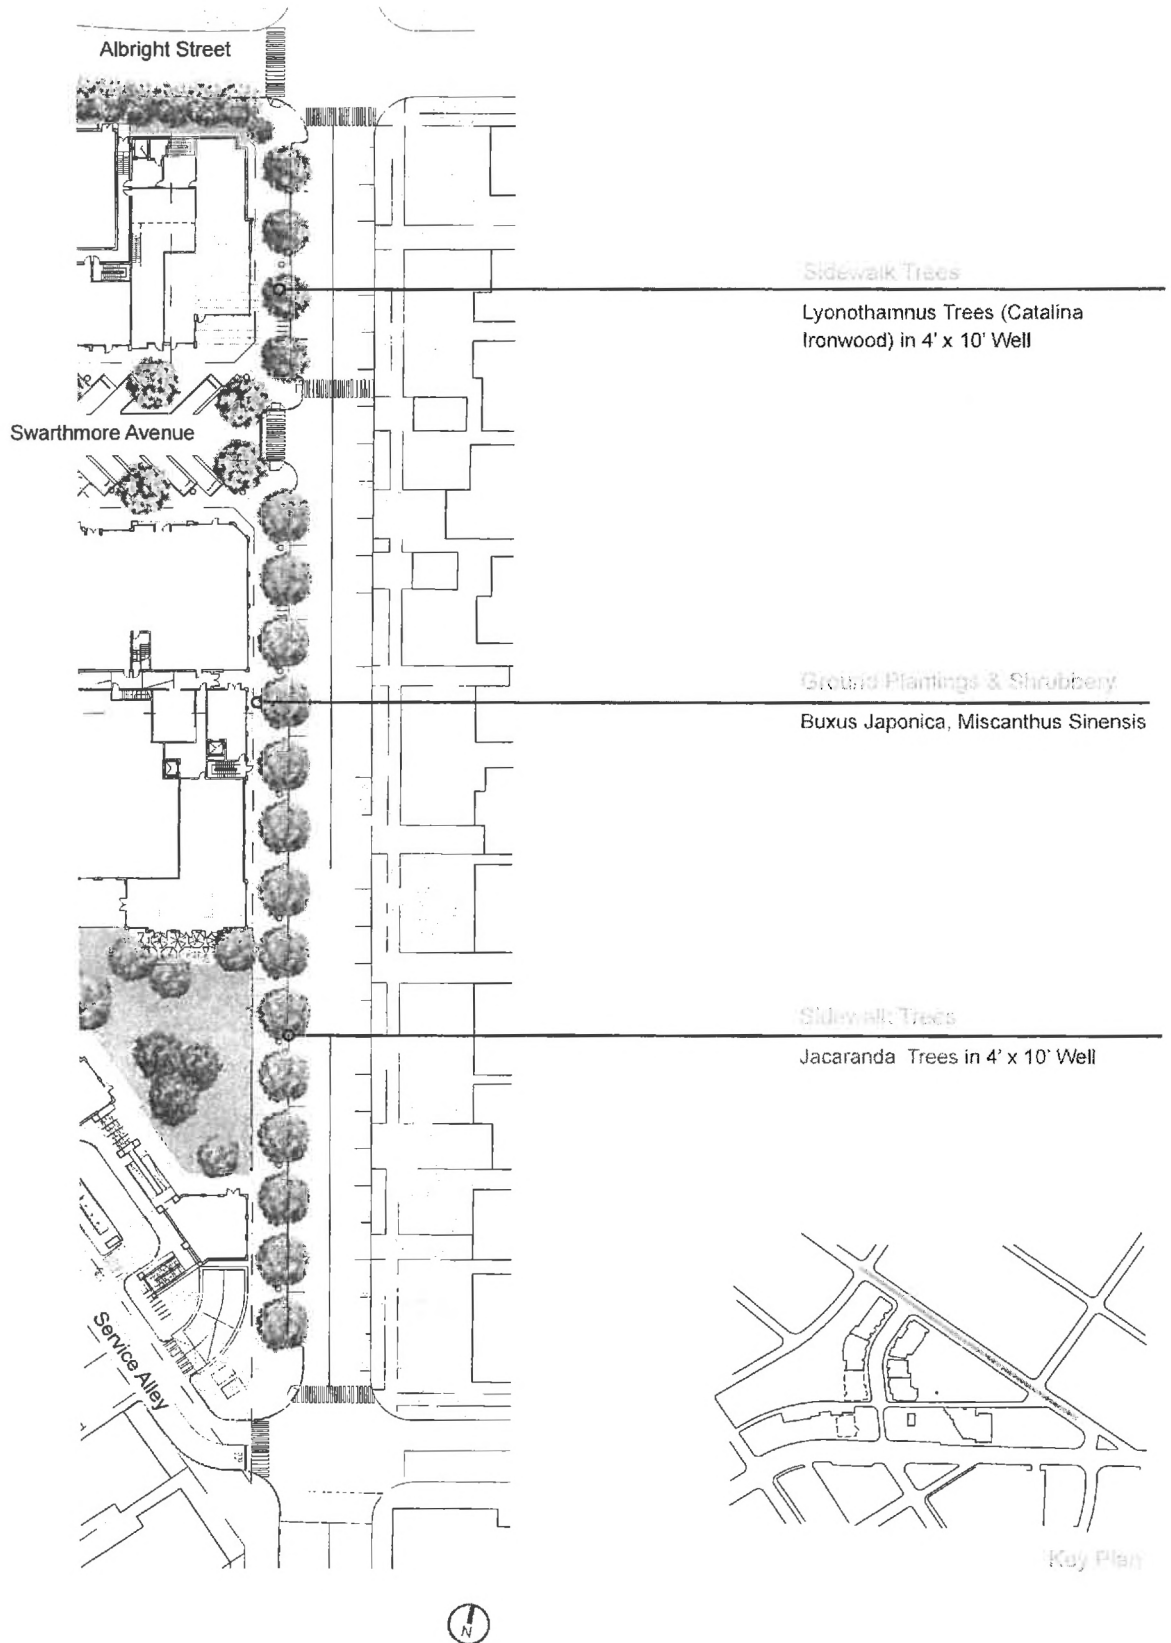 Albright Street
Sidewalk Trees
Lyonothamnus Trees (Catalina
Ironwood) in 4' x 10' Well
Swarthmore Avenue
Ground Plantings & Shrubbery
Buxus Japonica, Miscanthus Sinensis
Sidewalk Trees
Jacaranda Trees in 4' x 10' Well
Service Alley
Key Plan
N